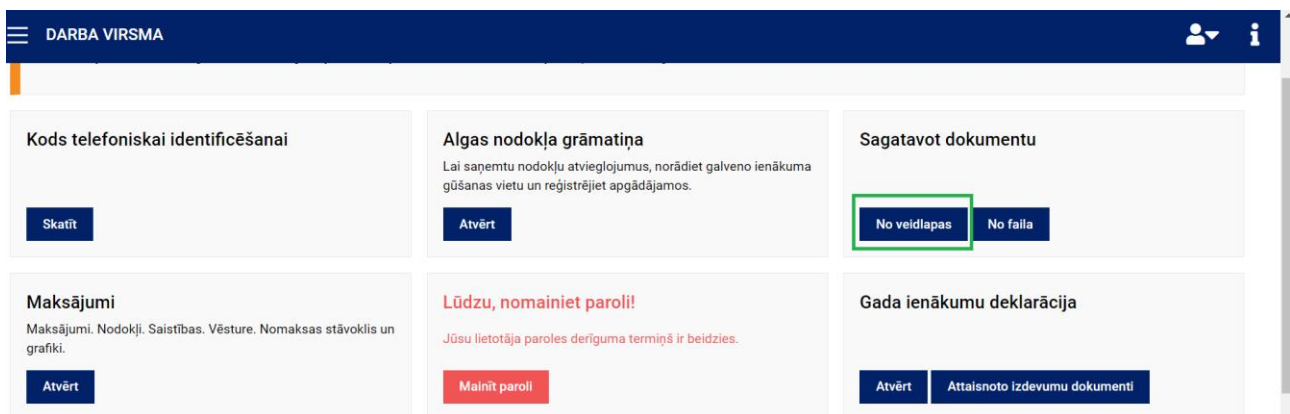 DARBA VIRSMA
Kods telefoniskai identificēšanai
Skatīt
Algas nodokļa grāmatiņa
Lai saņemtu nodokļu atvieglojumus, norādiet galveno ienākuma
gūšanas vietu un reģistrējiet apgādājamos.
Atvērt
Sagatavot dokumentu
No veidlapas
No faila
Maksājumi
Maksājumi. Nodokļi. Saistības. Vēsture. Nomaksas stāvoklis un
grafiki.
Atvērt
Lūdzu, nomainiet paroli!
Jūsu lietotāja paroles derīguma termiņš ir beidzies.
Mainīt paroli
Gada ienākumu deklarācija
Atvērt
Attaisnoto izdevumu dokumenti